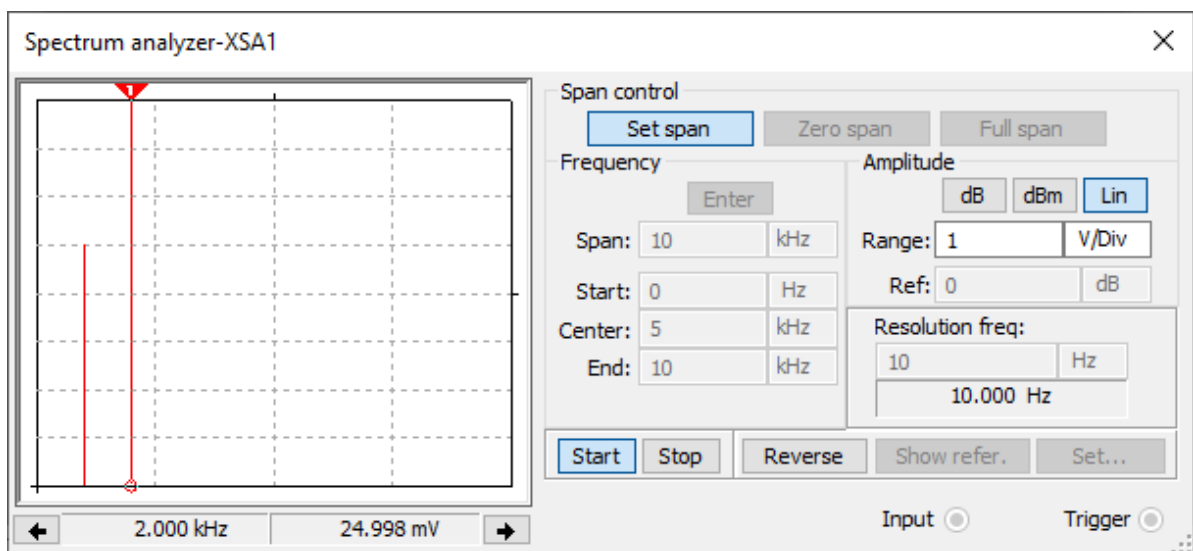 Spectrum analyzer-XSA1
1
2.000 kHz 24.998 mV
Span control
Set span Zero span Full span
Frequency
Enter
Span: 10 kHz
Start: 0 Hz
Center: 5 kHz
End: 10 kHz
Amplitude
dB dBm Lin
Range: 1 V/Div
Ref: 0 dB
Resolution freq:
10 Hz
10.000 Hz
Start Stop Reverse Show refer. Set...
Input Trigger